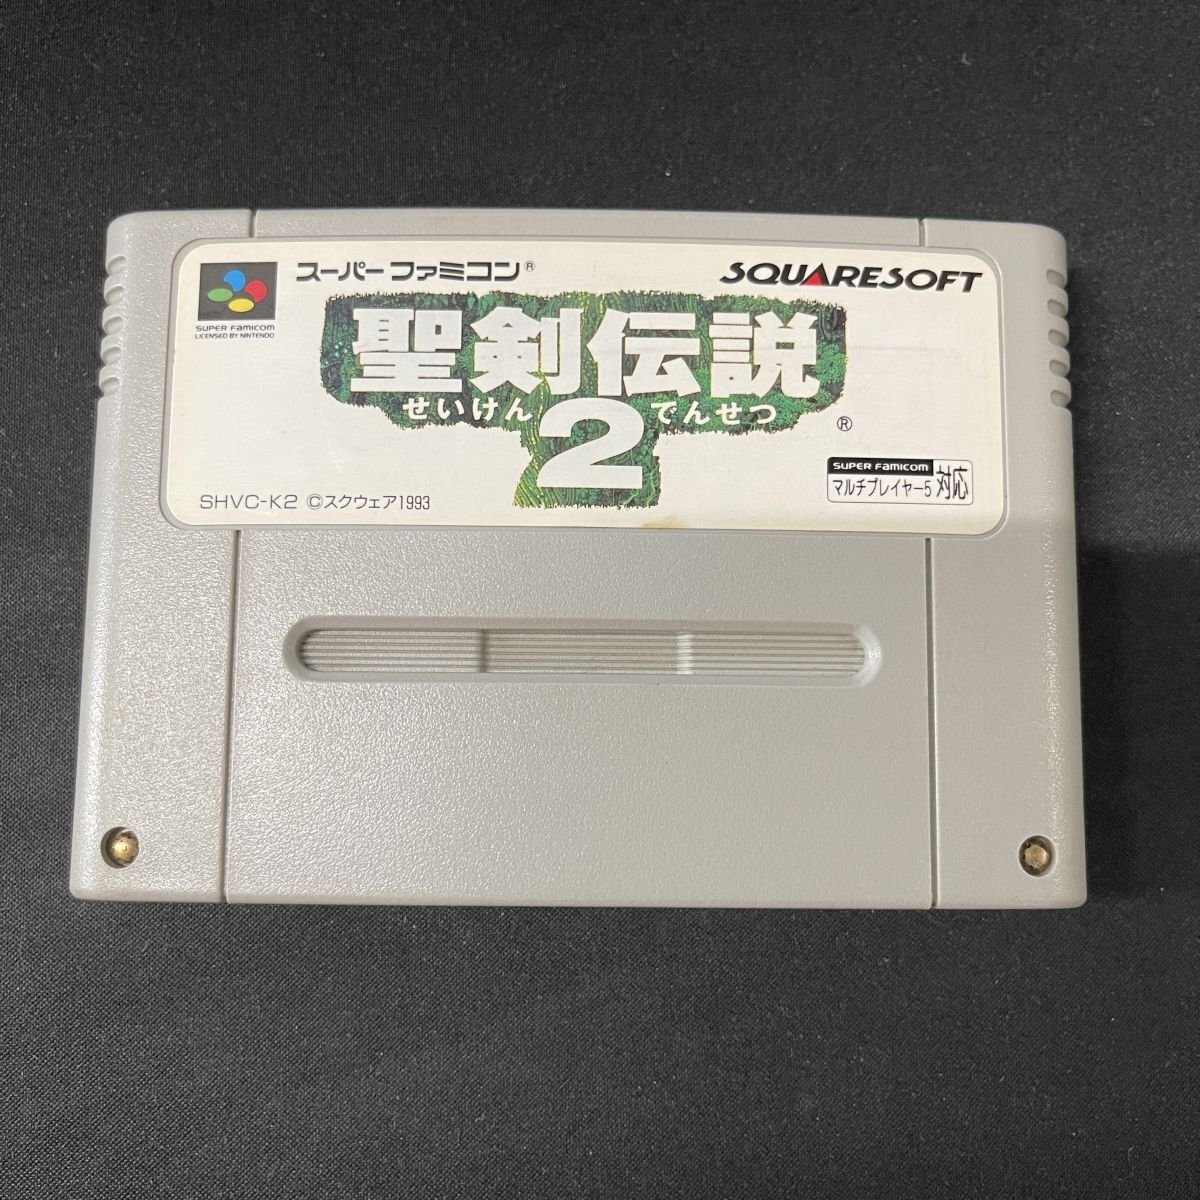 スーパーファミコン®
SQUARESOFT
SUPER FAMICOM
LICENSED BY NINTENDO
聖剣伝説
せいけん でんせつ
2
®
SHVC-K2 ©スクウェア1993
SUPER FAMICOM
マルチプレイヤー5 対応